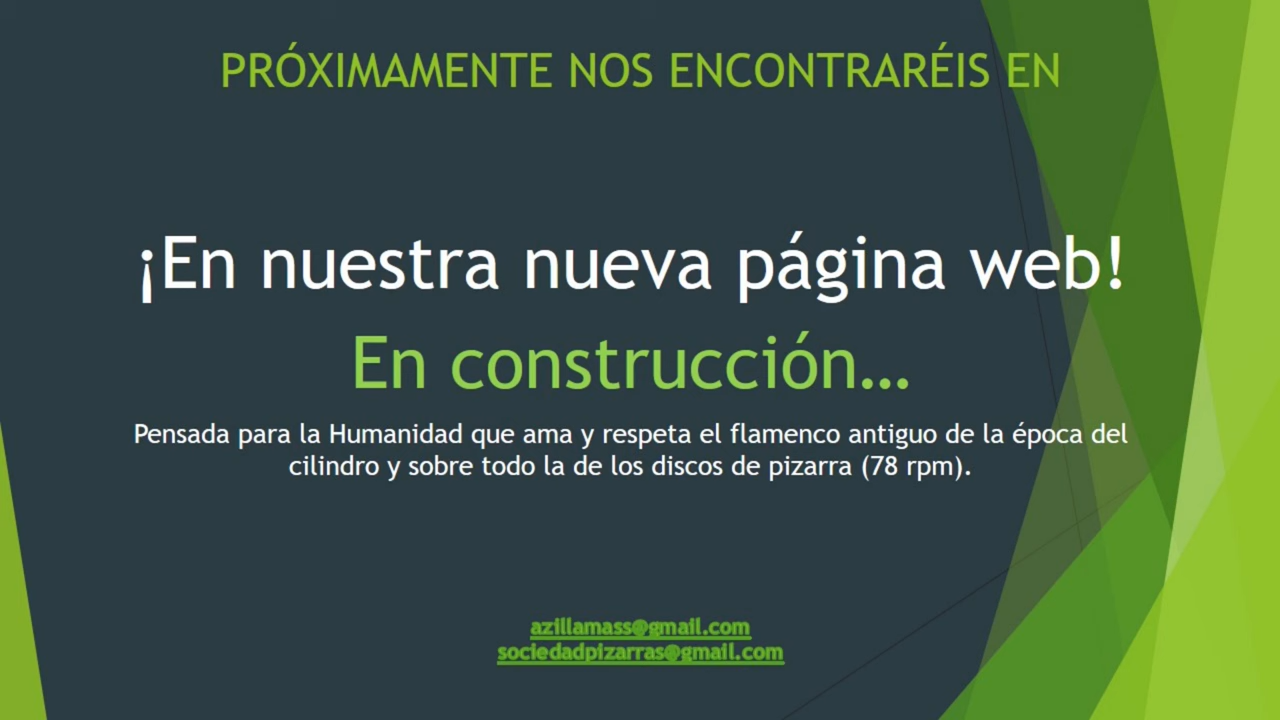 PRÓXIMAMENTE NOS ENCONTRARÉIS EN
¡En nuestra nueva página web!
En construcción…
Pensada para la Humanidad que ama y respeta el flamenco antiguo de la época del
cilindro y sobre todo la de los discos de pizarra (78 rpm).
azillamass@gmail.com
sociedadpizarras@gmail.com